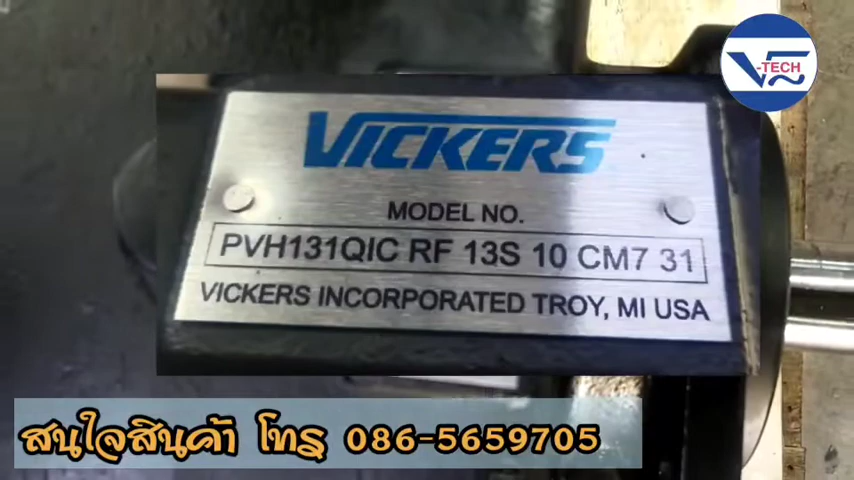 V-TECH
VICKERS
MODEL NO.
PVH131QIC RF 13S 10 CM7 31
VICKERS INCORPORATED TROY, MI USA
สนใจสินค้า โทร 086-5659705